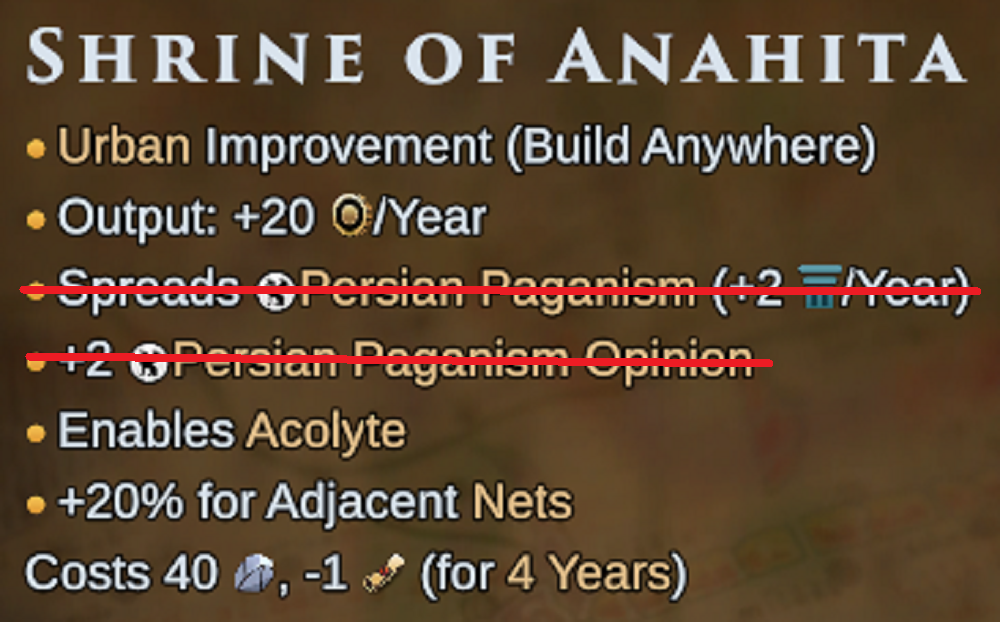 SHRINE OF ANAHITA
• Urban Improvement (Build Anywhere)
• Output: +20 /Year
• Spreads Persian Paganism (+2 /Year)
• +2 Persian Paganism Opinion
• Enables Acolyte
• +20% for Adjacent Nets
Costs 40 , -1 (for 4 Years)